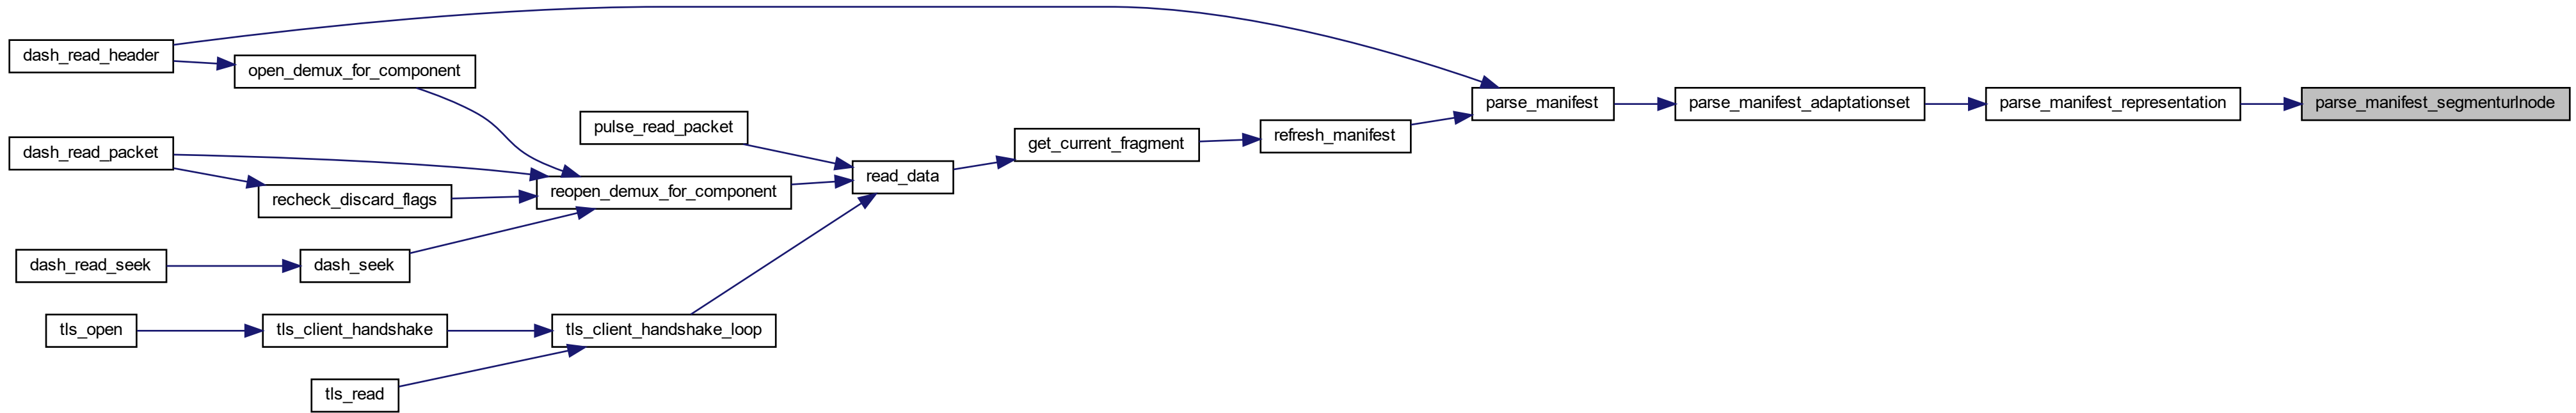 dash_read_header
open_demux_for_component
parse_manifest
parse_manifest_adaptationset
parse_manifest_representation
parse_manifest_segmenturlnode
pulse_read_packet
refresh_manifest
get_current_fragment
dash_read_packet
read_data
reopen_demux_for_component
recheck_discard_flags
dash_read_seek
dash_seek
tls_open
tls_client_handshake
tls_client_handshake_loop
tls_read